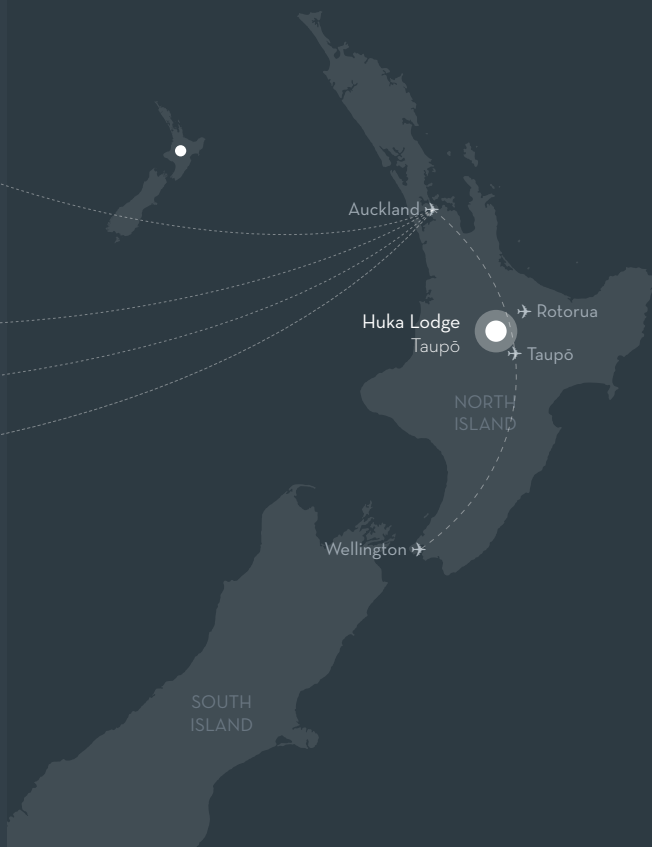 Auckland
Rotorua
Huka Lodge
Taupō
Taupō
NORTH
ISLAND
Wellington
SOUTH
ISLAND